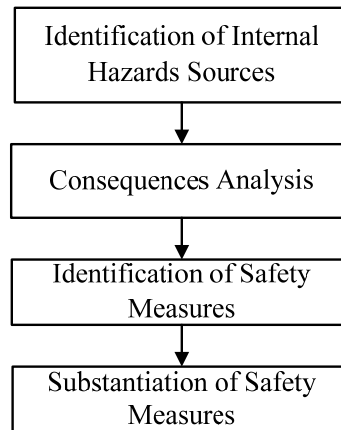 Identification of Internal
Hazards Sources
Consequences Analysis
Identification of Safety
Measures
Substantiation of Safety
Measures